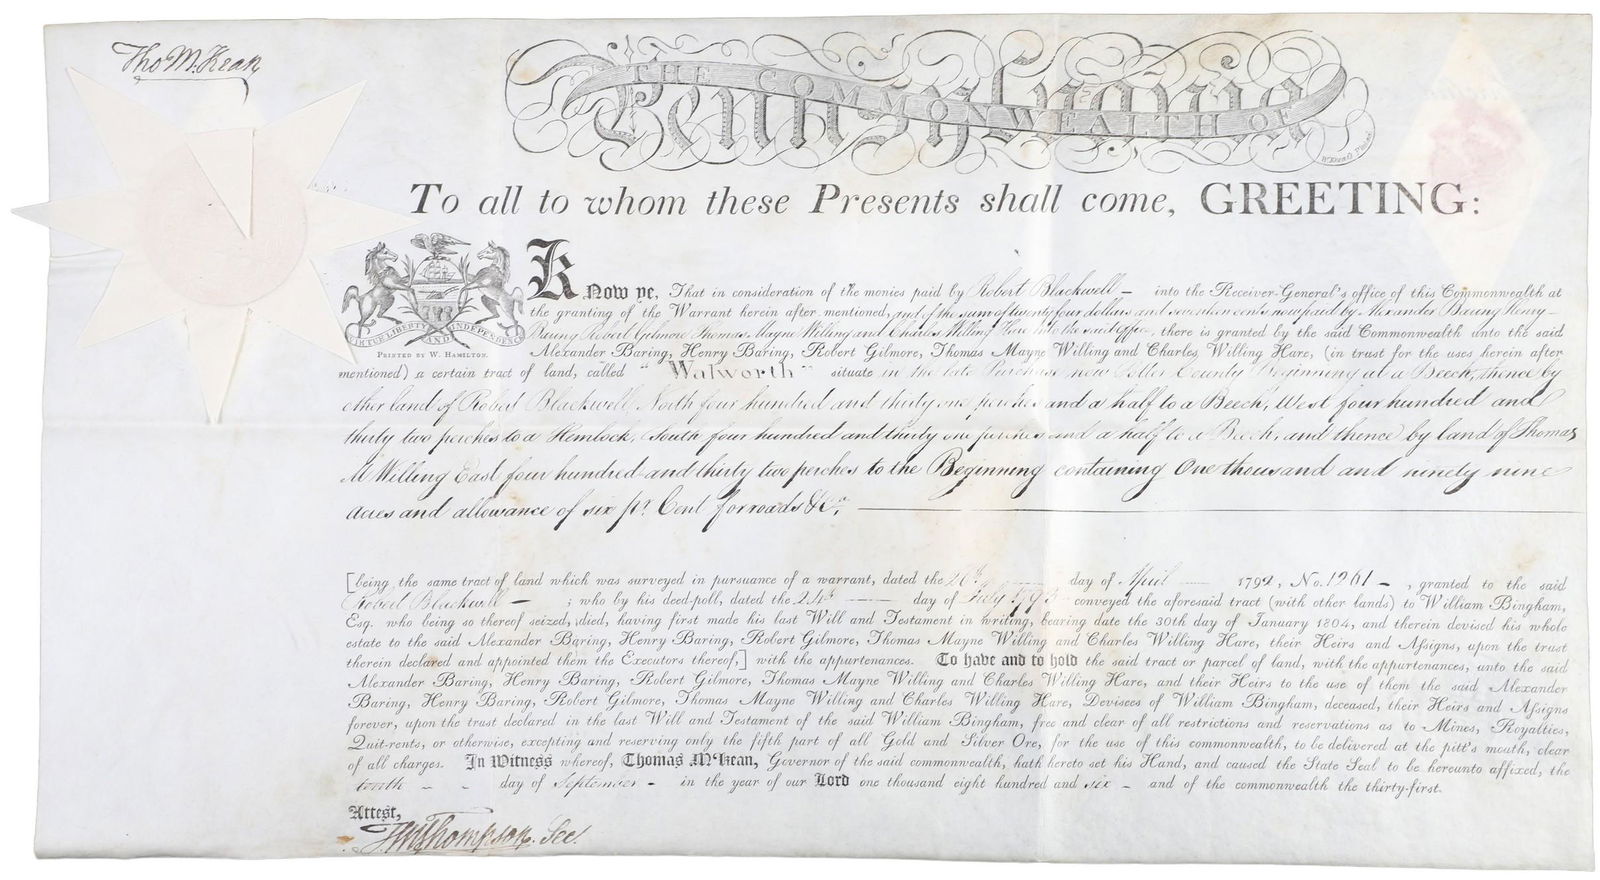 Tho M:Kean
THE COMMONWEALTH OF
Pennsylvania
To all to whom these Presents shall come, GREETING:
VIRTUE LIBERTY AND INDEPENDENCE
PRINTED BY W. HAMILTON.
Know ye, That in consideration of the monies paid by Robert Blackwell — into the Receiver-General's office of this Commonwealth at
the granting of the Warrant herein after mentioned, and of the sum of twenty four dollars and seventeen cents now paid by Alexander Baring Henry
Baring Robert Gilmore Thomas Mayne Willing and Charles Willing Hare into the said office, there is granted by the said Commonwealth unto the said
Alexander Baring, Henry Baring, Robert Gilmore, Thomas Mayne Willing and Charles Willing Hare, (in trust for the uses herein after
mentioned) a certain tract of land, called "Walworth" situate in the late Purchase now Potter County Beginning at a Beech, thence by
other land of Robert Blackwell, North four hundred and thirty one perches and a half to a Beech, West four hundred and
thirty two perches to a Hemlock, South four hundred and thirty one perches and a half to a Beech, and thence by land of Thomas
M Willing East four hundred and thirty two perches to the Beginning containing One thousand and ninety nine
acres and allowance of six pr. Cent for roads &c.
[being the same tract of land which was surveyed in pursuance of a warrant, dated the 26th day of April 1792, No. 1261 — , granted to the said
Robert Blackwell — ; who by his deed-poll, dated the 24th — day of July 1793 conveyed the aforesaid tract (with other lands) to William Bingham,
Esq. who being so thereof seized, died, having first made his last Will and Testament in writing, bearing date the 30th day of January 1804, and therein devised his whole
estate to the said Alexander Baring, Henry Baring, Robert Gilmore, Thomas Mayne Willing and Charles Willing Hare, their Heirs and Assigns, upon the trust
therein declared and appointed them the Executors thereof,] with the appurtenances. To have and to hold the said tract or parcel of land, with the appurtenances, unto the said
Alexander Baring, Henry Baring, Robert Gilmore, Thomas Mayne Willing and Charles Willing Hare, and their Heirs to the use of them the said Alexander
Baring, Henry Baring, Robert Gilmore, Thomas Mayne Willing and Charles Willing Hare, Devisees of William Bingham, deceased, their Heirs and Assigns
forever, upon the trust declared in the last Will and Testament of the said William Bingham, free and clear of all restrictions and reservations as to Mines, Royalties,
Quit-rents, or otherwise, excepting and reserving only the fifth part of all Gold and Silver Ore, for the use of this commonwealth, to be delivered at the pitt's mouth, clear
of all charges. In Witness whereof, Thomas M'Kean, Governor of the said commonwealth, hath hereto set his Hand, and caused the State Seal to be hereunto affixed, the
tenth - - day of September - in the year of our Lord one thousand eight hundred and six - and of the commonwealth the thirty-first.
Attest,
Thompson, Sec.